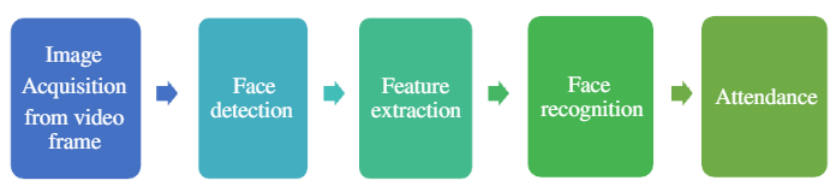 Image
Acquisition
from video
frame
Face
detection
Feature
extraction
Face
recognition
Attendance